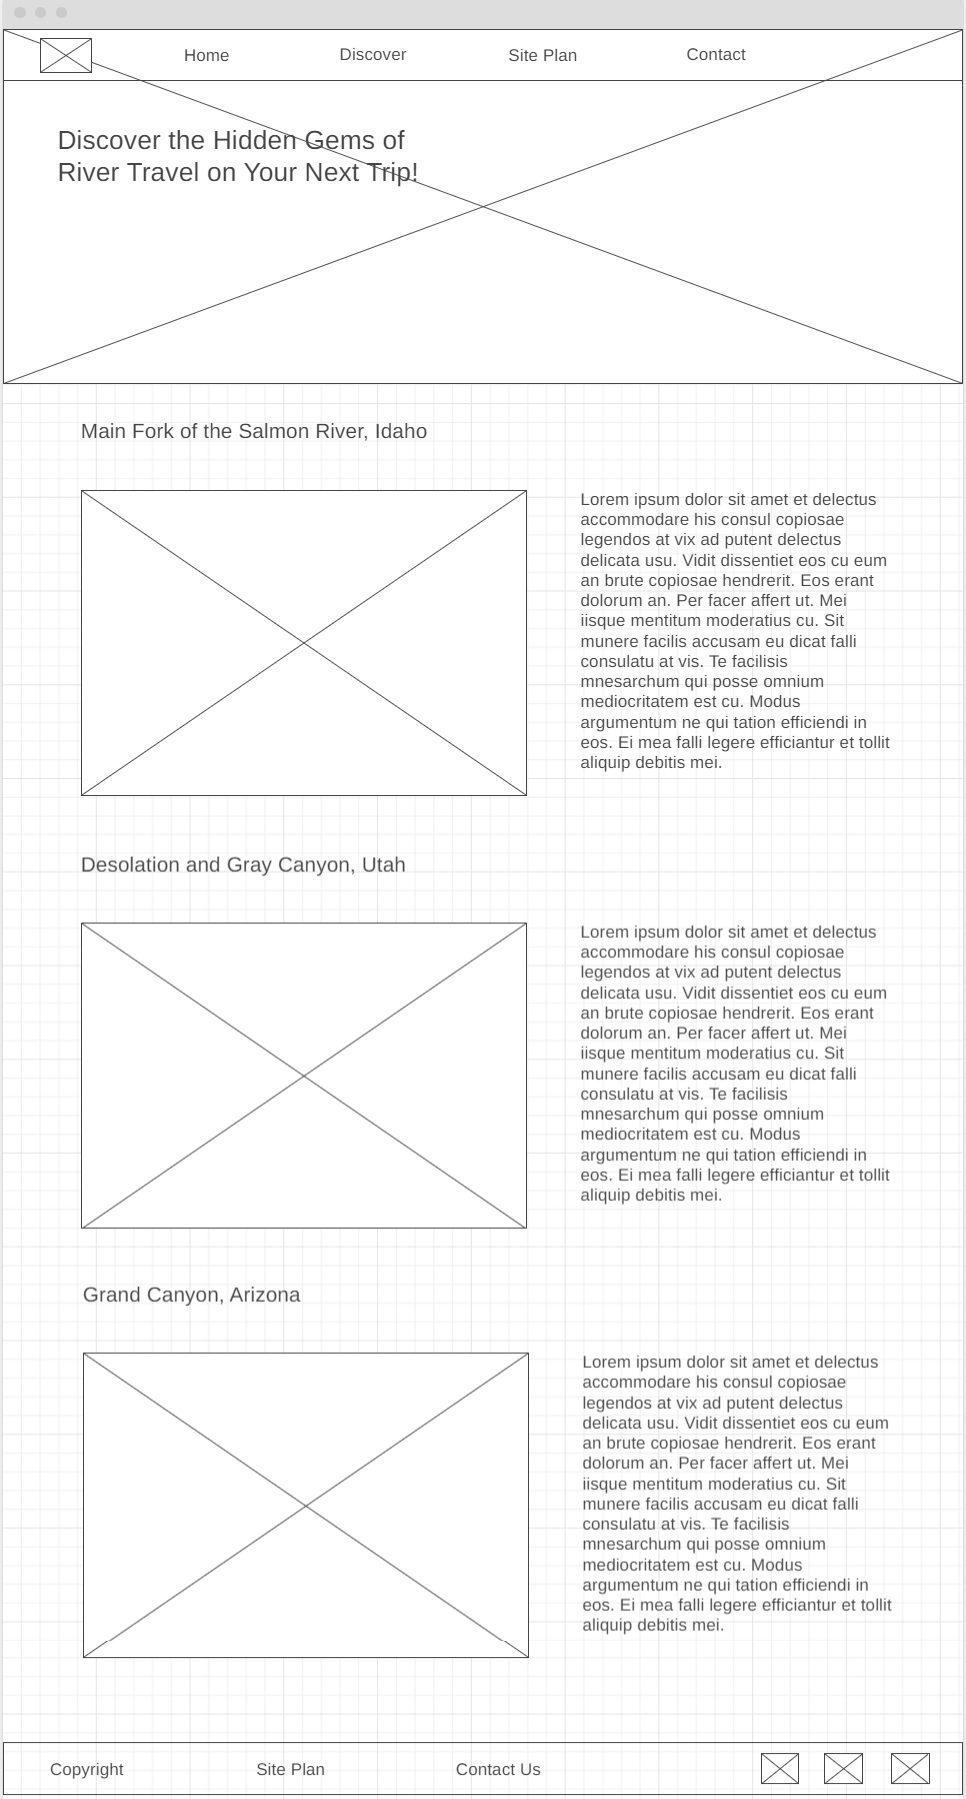 Home Discover Site Plan Contact
Discover the Hidden Gems of
River Travel on Your Next Trip!
Main Fork of the Salmon River, Idaho
Lorem ipsum dolor sit amet et delectus
accommodare his consul copiosae
legendos at vix ad putent delectus
delicata usu. Vidit dissentiet eos cu eum
an brute copiosae hendrerit. Eos erant
dolorum an. Per facer affert ut. Mei
iisque mentitum moderatius cu. Sit
munere facilis accusam eu dicat falli
consulatu at vis. Te facilisis
mnesarchum qui posse omnium
mediocritatem est cu. Modus
argumentum ne qui tation efficiendi in
eos. Ei mea falli legere efficiantur et tollit
aliquip debitis mei.
Desolation and Gray Canyon, Utah
Lorem ipsum dolor sit amet et delectus
accommodare his consul copiosae
legendos at vix ad putent delectus
delicata usu. Vidit dissentiet eos cu eum
an brute copiosae hendrerit. Eos erant
dolorum an. Per facer affert ut. Mei
iisque mentitum moderatius cu. Sit
munere facilis accusam eu dicat falli
consulatu at vis. Te facilisis
mnesarchum qui posse omnium
mediocritatem est cu. Modus
argumentum ne qui tation efficiendi in
eos. Ei mea falli legere efficiantur et tollit
aliquip debitis mei.
Grand Canyon, Arizona
Lorem ipsum dolor sit amet et delectus
accommodare his consul copiosae
legendos at vix ad putent delectus
delicata usu. Vidit dissentiet eos cu eum
an brute copiosae hendrerit. Eos erant
dolorum an. Per facer affert ut. Mei
iisque mentitum moderatius cu. Sit
munere facilis accusam eu dicat falli
consulatu at vis. Te facilisis
mnesarchum qui posse omnium
mediocritatem est cu. Modus
argumentum ne qui tation efficiendi in
eos. Ei mea falli legere efficiantur et tollit
aliquip debitis mei.
Copyright Site Plan Contact Us